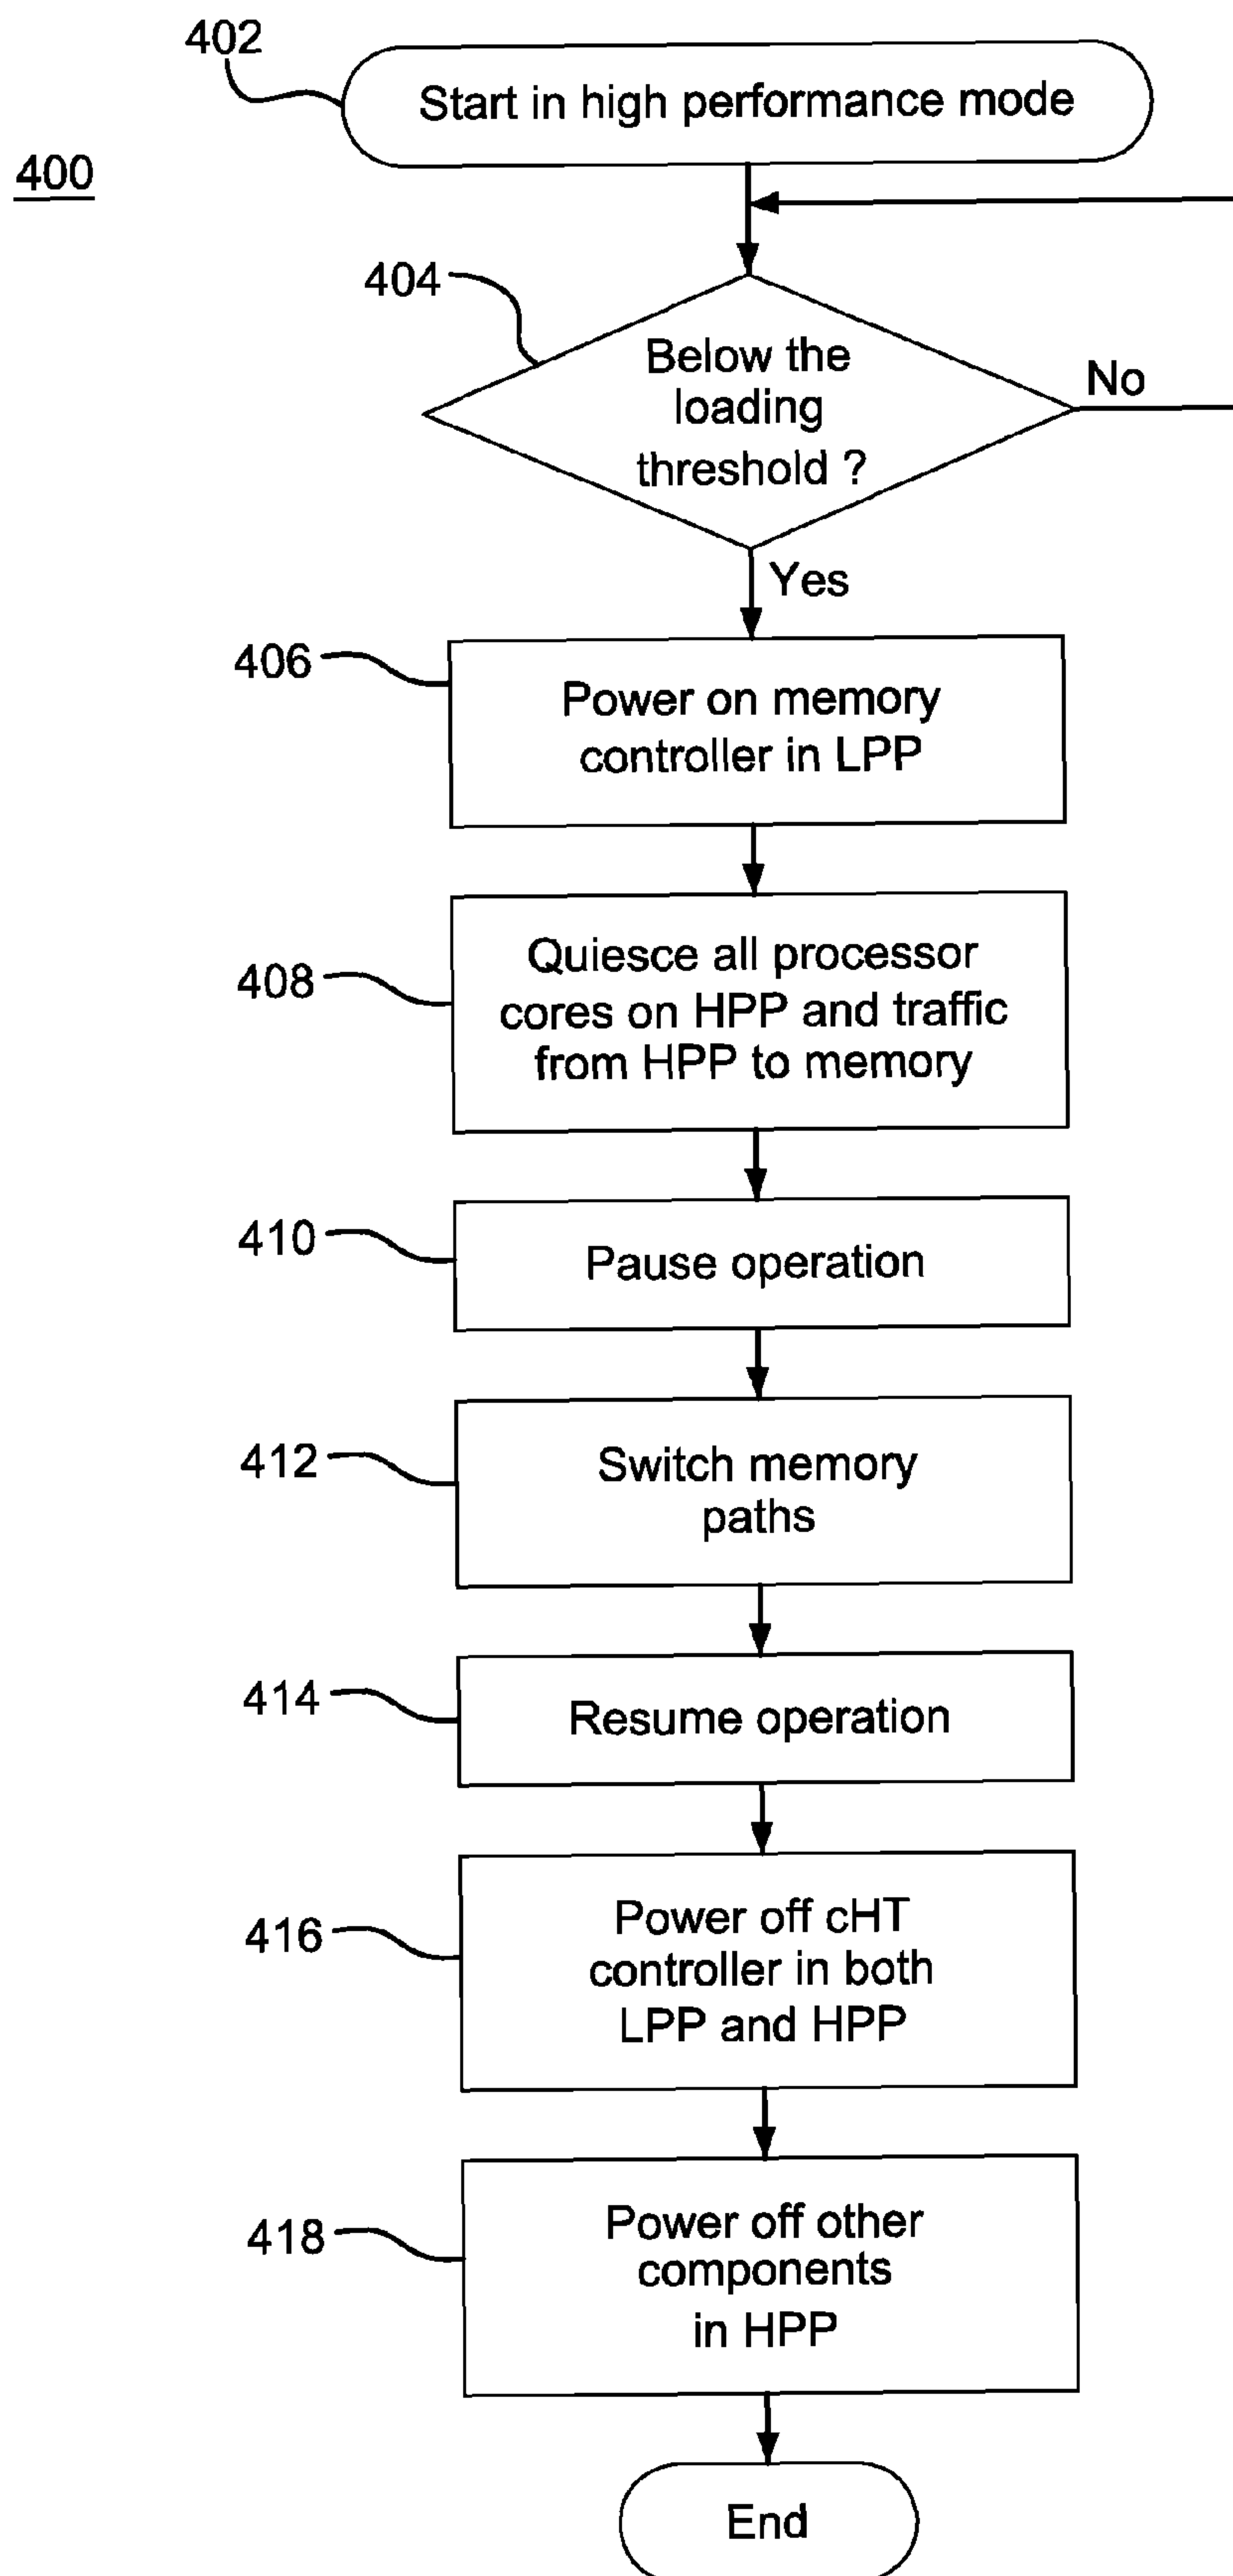 402
Start in high performance mode
400
404
Below the
loading
threshold ?
No
Yes
406
Power on memory
controller in LPP
408
Quiesce all processor
cores on HPP and traffic
from HPP to memory
410
Pause operation
412
Switch memory
paths
414
Resume operation
416
Power off cHT
controller in both
LPP and HPP
418
Power off other
components
in HPP
End